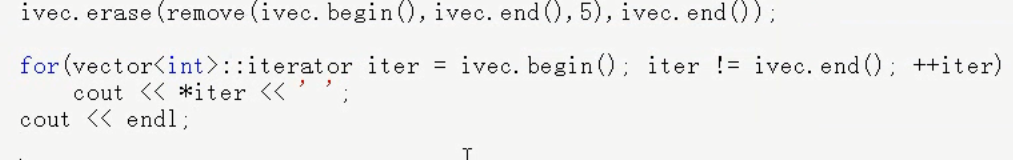 ivec.erase(remove(ivec.begin(),ivec.end(),5),ivec.end());
for(vector<int>::iterator iter = ivec.begin(); iter != ivec.end(); ++iter)
cout << *iter << ' ';
cout << endl;